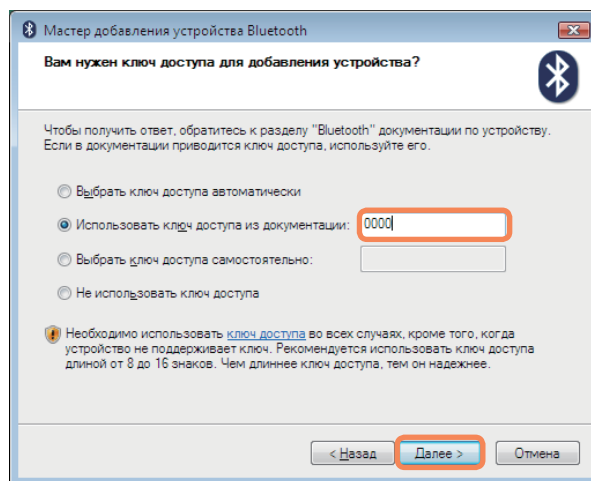 Мастер добавления устройства Bluetooth
Вам нужен ключ доступа для добавления устройства?
Чтобы получить ответ, обратитесь к разделу "Bluetooth" документации по устройству.
Если в документации приводится ключ доступа, используйте его.
Выбрать ключ доступа автоматически
Использовать ключ доступа из документации: 0000
Выбрать ключ доступа самостоятельно:
Не использовать ключ доступа
Необходимо использовать ключ доступа во всех случаях, кроме того, когда
устройство не поддерживает ключ. Рекомендуется использовать ключ доступа
длиной от 8 до 16 знаков. Чем длиннее ключ доступа, тем он надежнее.
< Назад Далее > Отмена